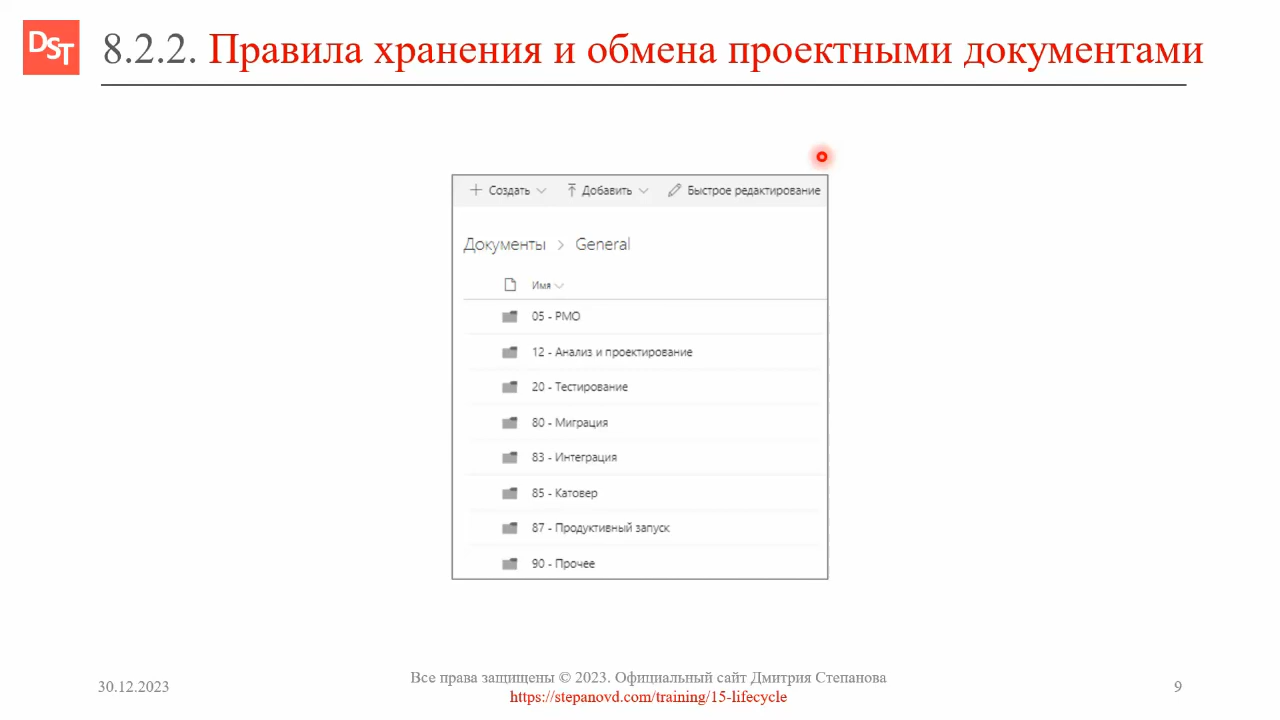 DST
8.2.2. Правила хранения и обмена проектными документами
Создать Добавить Быстрое редактирование
Документы > General
Имя
05 - PMO
12 - Анализ и проектирование
20 - Тестирование
80 - Миграция
83 - Интеграция
85 - Катовер
87 - Продуктивный запуск
90 - Прочее
30.12.2023
Все права защищены © 2023. Официальный сайт Дмитрия Степанова
https://stepanovd.com/training/15-lifecycle
9